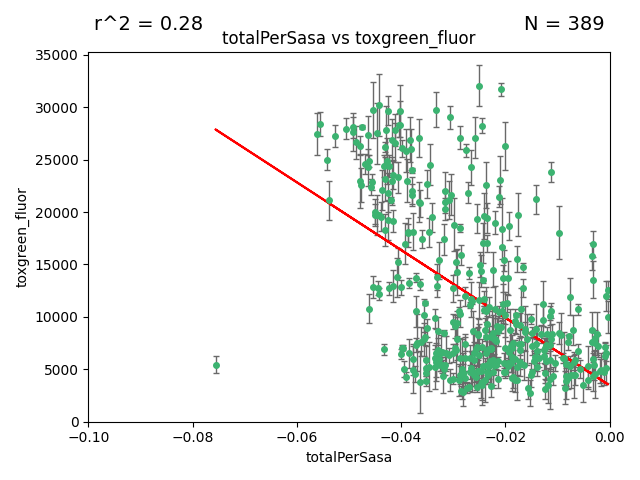 r^2 = 0.28
N = 389
totalPerSasa vs toxgreen_fluor
35000
30000
25000
20000
15000
10000
5000
0
toxgreen_fluor
−0.10
−0.08
−0.06
−0.04
−0.02
0.00
totalPerSasa